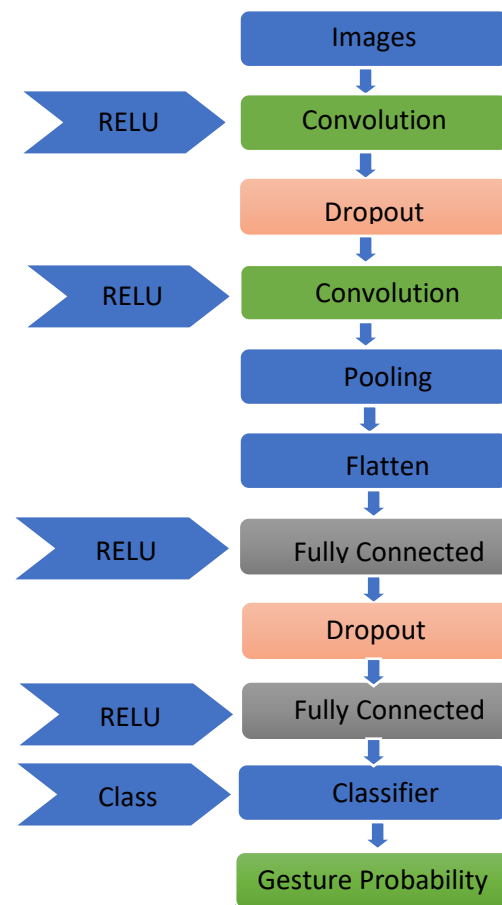 Images
RELU
Convolution
Dropout
RELU
Convolution
Pooling
Flatten
RELU
Fully Connected
Dropout
RELU
Fully Connected
Class
Classifier
Gesture Probability